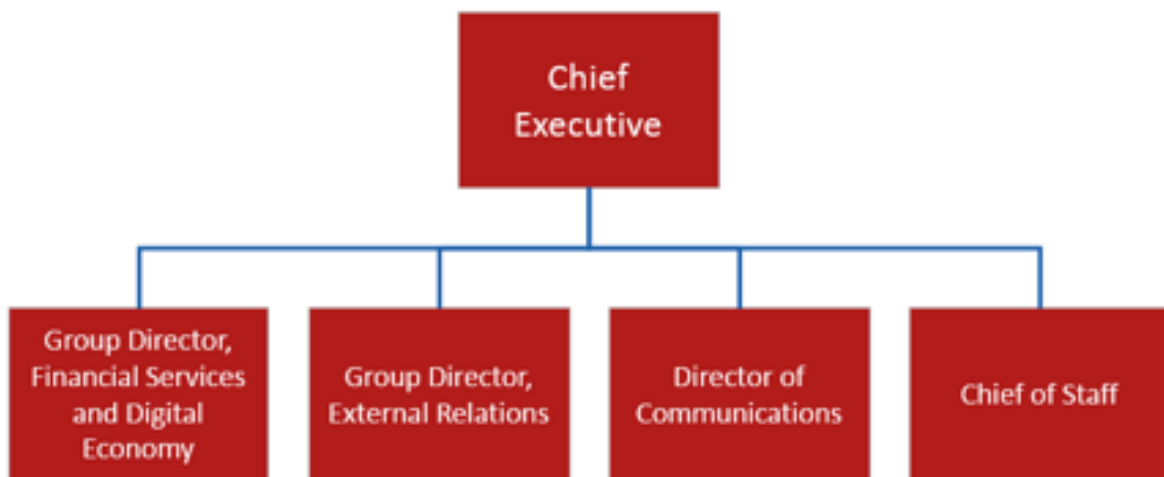 Chief
Executive
Group Director,
Financial Services
and Digital
Economy
Group Director,
External Relations
Director of
Communications
Chief of Staff